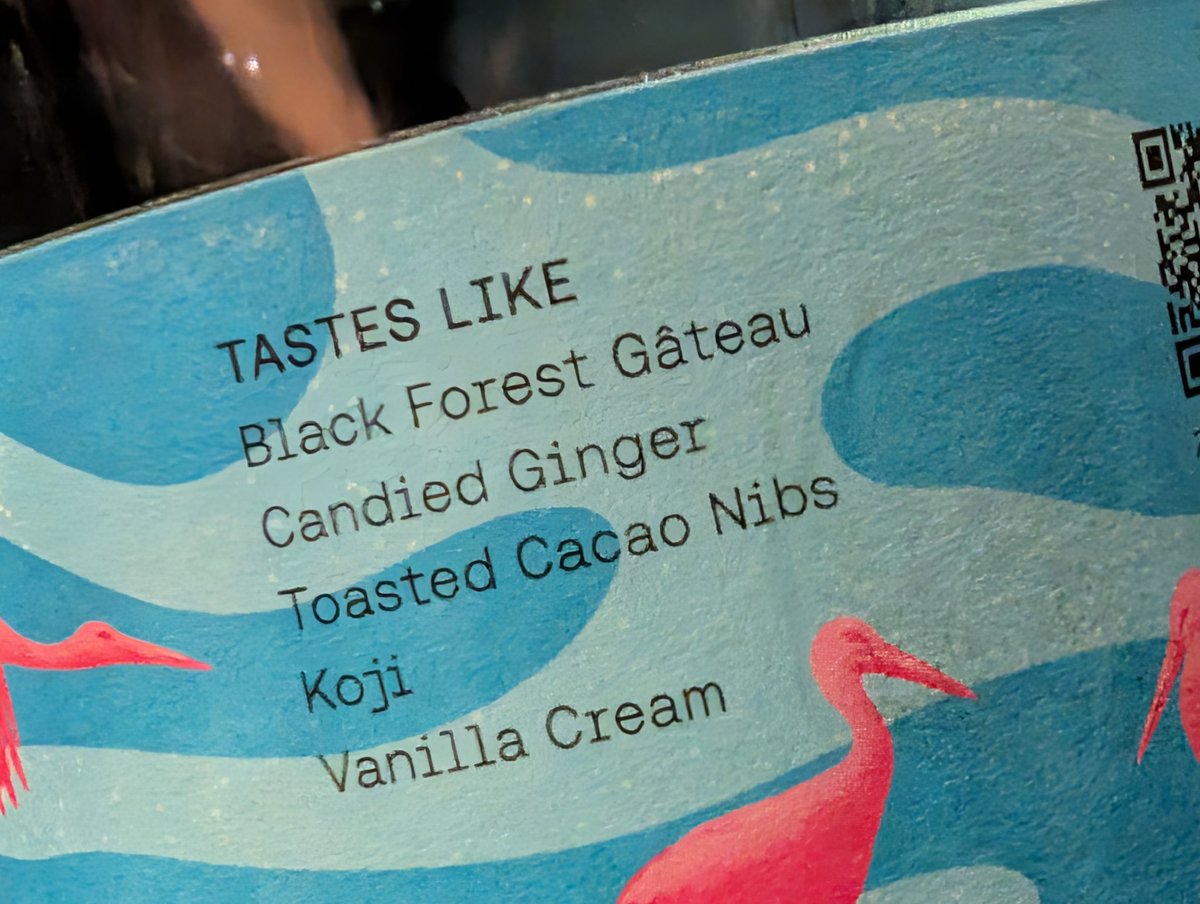 TASTES LIKE
Black Forest Gâteau
Candied Ginger
Toasted Cacao Nibs
Koji
Vanilla Cream